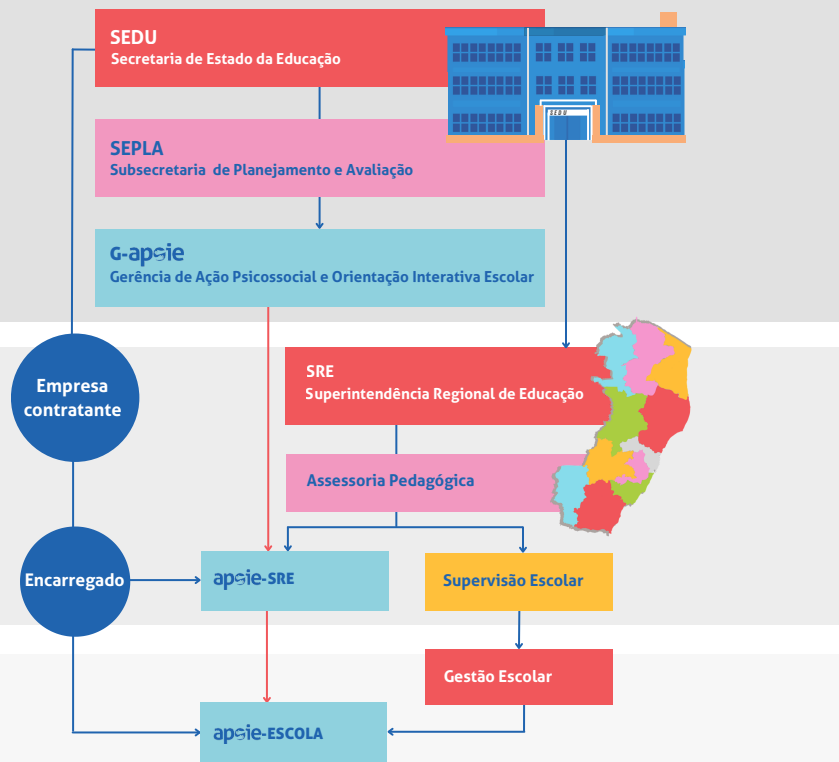 SEDU
Secretaria de Estado da Educação
SEDU
SEPLA
Subsecretaria de Planejamento e Avaliação
G-apoie
Gerência de Ação Psicossocial e Orientação Interativa Escolar
Empresa
contratante
SRE
Superintendência Regional de Educação
Assessoria Pedagógica
Encarregado
apoie-SRE
Supervisão Escolar
Gestão Escolar
apoie-ESCOLA